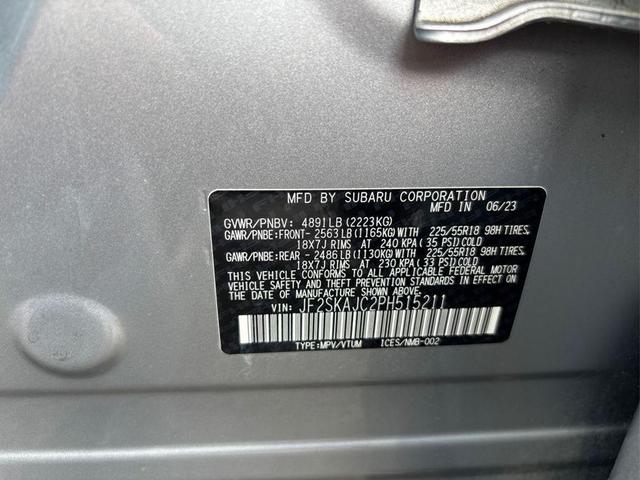 MFD BY SUBARU CORPORATION
MFD IN 06/23
GVWR/PNBV: 4891LB(2223KG)
GAWR/PNBE:FRONT- 2563LB(1165KG)WITH 225/55R18 98H TIRES,
18X7J RIMS AT 240 KPA(35 PSI)COLD
GAWR/PNBE:REAR - 2486LB(1130KG)WITH 225/55R18 98H TIRES,
18X7J RIMS AT 230 KPA(33 PSI)COLD
THIS VEHICLE CONFORMS TO ALL APPLICABLE FEDERAL MOTOR
VEHICLE SAFETY AND THEFT PREVENTION STANDARDS IN EFFECT ON
THE DATE OF MANUFACTURE SHOWN ABOVE.
VIN: JF2SKAJC2PH515211
TYPE:MPV/VTUM ICES/NMB-002